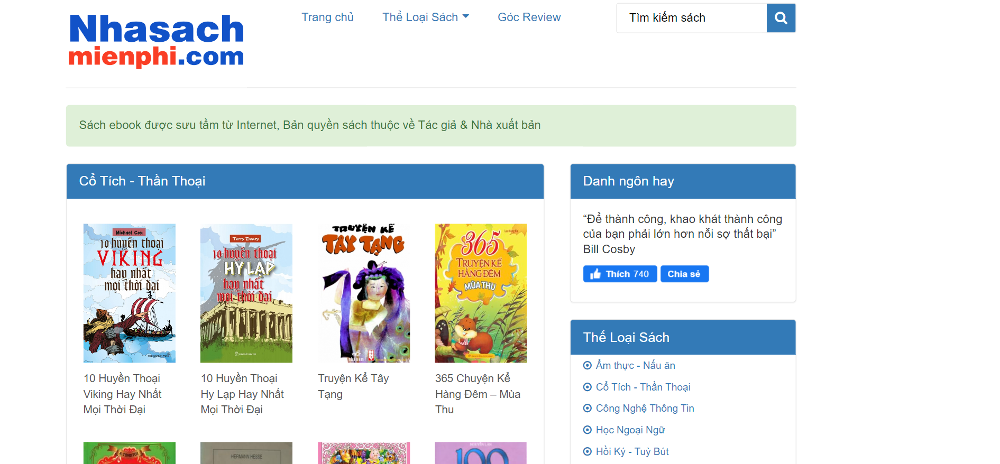 Nhasach
mienphi.com
Trang chủ
Thể Loại Sách
Góc Review
Tìm kiếm sách
Sách ebook được sưu tầm từ Internet, Bản quyền sách thuộc về Tác giả & Nhà xuất bản
Cổ Tích - Thần Thoại
Michael Cox
10 huyền thoại
VIKING
hay nhất
mọi thời đại
10 Huyền Thoại
Viking Hay Nhất
Mọi Thời Đại
Terry Deary
10 huyền thoại
HY LẠP
hay nhất
mọi thời đại
10 Huyền Thoại
Hy Lạp Hay Nhất
Mọi Thời Đại
TRUYỆN KỂ
TÂY TẠNG
nhã nam
Truyện Kể Tây
Tạng
365
TRUYỆN KỂ
HÀNG ĐÊM
MÙA THU
365 Chuyện Kể
Hàng Đêm – Mùa
Thu
HERMANN HESSE
NGUYỄN LÂN
100
Danh ngôn hay
“Để thành công, khao khát thành công
của bạn phải lớn hơn nỗi sợ thất bại”
Bill Cosby
Thích 740
Chia sẻ
Thể Loại Sách
Ẩm thực - Nấu ăn
Cổ Tích - Thần Thoại
Công Nghệ Thông Tin
Học Ngoại Ngữ
Hồi Ký - Tuỳ Bút